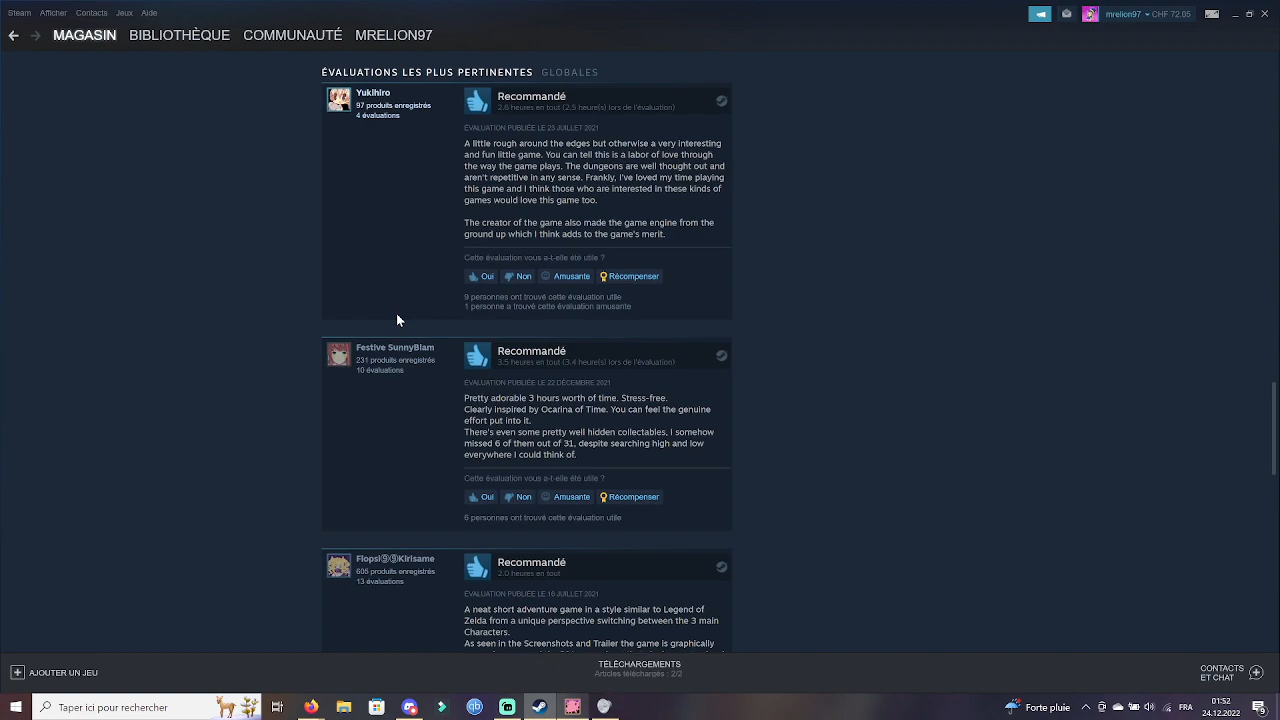 Steam Afficher Contacts Jeux Aide
mrelion97 CHF 72.05
MAGASIN BIBLIOTHÈQUE COMMUNAUTÉ MRELION97
ÉVALUATIONS LES PLUS PERTINENTES GLOBALES
Yukihiro
97 produits enregistrés
4 évaluations
Recommandé
2.6 heures en tout (2.5 heure(s) lors de l'évaluation)
ÉVALUATION PUBLIÉE LE 23 JUILLET 2021
A little rough around the edges but otherwise a very interesting
and fun little game. You can tell this is a labor of love through
the way the game plays. The dungeons are well thought out and
aren't repetitive in any sense. Frankly, I've loved my time playing
this game and I think those who are interested in these kinds of
games would love this game too.
The creator of the game also made the game engine from the
ground up which I think adds to the game's merit.
Cette évaluation vous a-t-elle été utile ?
Oui Non Amusante Récompenser
9 personnes ont trouvé cette évaluation utile
1 personne a trouvé cette évaluation amusante
Festive SunnyBlam
231 produits enregistrés
10 évaluations
Recommandé
3.5 heures en tout (3.4 heure(s) lors de l'évaluation)
ÉVALUATION PUBLIÉE LE 22 DÉCEMBRE 2021
Pretty adorable 3 hours worth of time. Stress-free.
Clearly inspired by Ocarina of Time. You can feel the genuine
effort put into it.
There's even some pretty well hidden collectables, I somehow
missed 6 of them out of 31, despite searching high and low
everywhere I could think of.
Cette évaluation vous a-t-elle été utile ?
Oui Non Amusante Récompenser
6 personnes ont trouvé cette évaluation utile
Flopsi⑨⑨Kirisame
605 produits enregistrés
13 évaluations
Recommandé
2.0 heures en tout
ÉVALUATION PUBLIÉE LE 16 JUILLET 2021
A neat short adventure game in a style similar to Legend of
Zelda from a unique perspective switching between the 3 main
Characters.
As seen in the Screenshots and Trailer the game is graphically
AJOUTER UN JEU
TÉLÉCHARGEMENTS
Articles téléchargés : 2/2
CONTACTS
ET CHAT
Taper ici pour rechercher
Forte pluie
FRA
01:52
24.12.2022